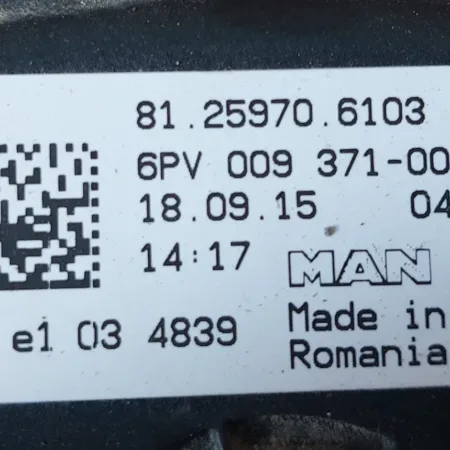 81.25970.6103
6PV 009 371-00
18.09.15 04
14:17 MAN
e1 03 4839 Made in
Romania